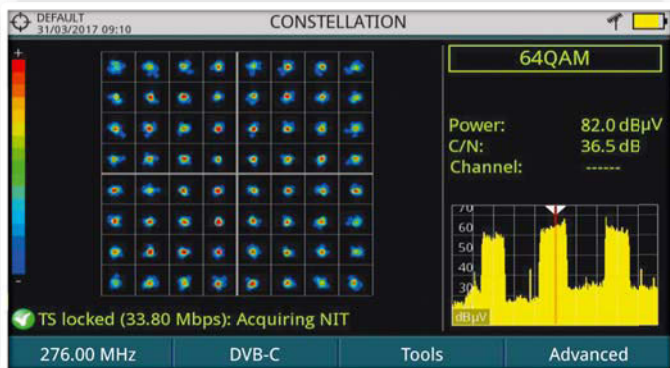 DEFAULT
31/03/2017 09:10
CONSTELLATION
+
-
64QAM
Power: 82.0 dBµV
C/N: 36.5 dB
Channel: ------
70
60
50
40
30
dBµV
TS locked (33.80 Mbps): Acquiring NIT
276.00 MHz
DVB-C
Tools
Advanced